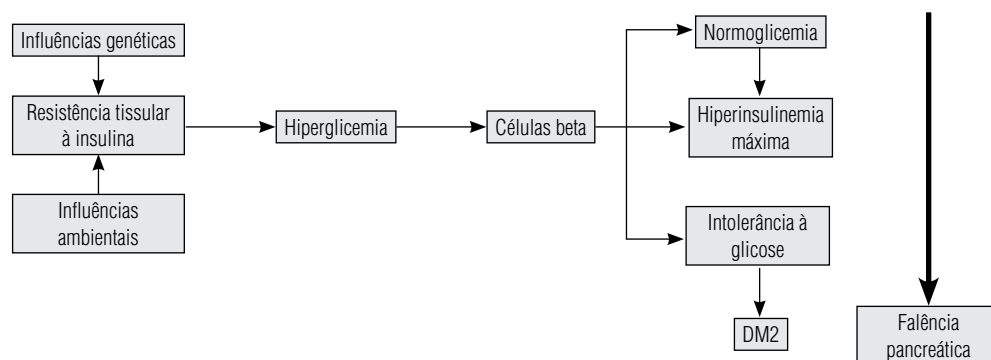 Influências genéticas
Resistência tissular
à insulina
Influências
ambientais
Hiperglicemia
Células beta
Normoglicemia
Hiperinsulinemia
máxima
Intolerância à
glicose
DM2
Falência
pancreática